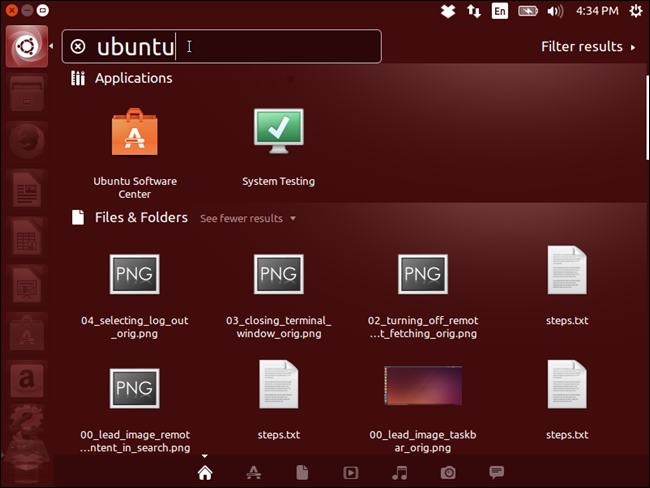 En
4:34 PM
ubuntu
Filter results
Applications
Ubuntu Software
Center
System Testing
Files & Folders
See fewer results
PNG
PNG
PNG
04_selecting_log_out
_orig.png
03_closing_terminal_
window_orig.png
02_turning_off_remot
…t_fetching_orig.png
steps.txt
PNG
00_lead_image_remot
…ntent_in_search.png
steps.txt
00_lead_image_taskb
ar_orig.png
steps.txt
a